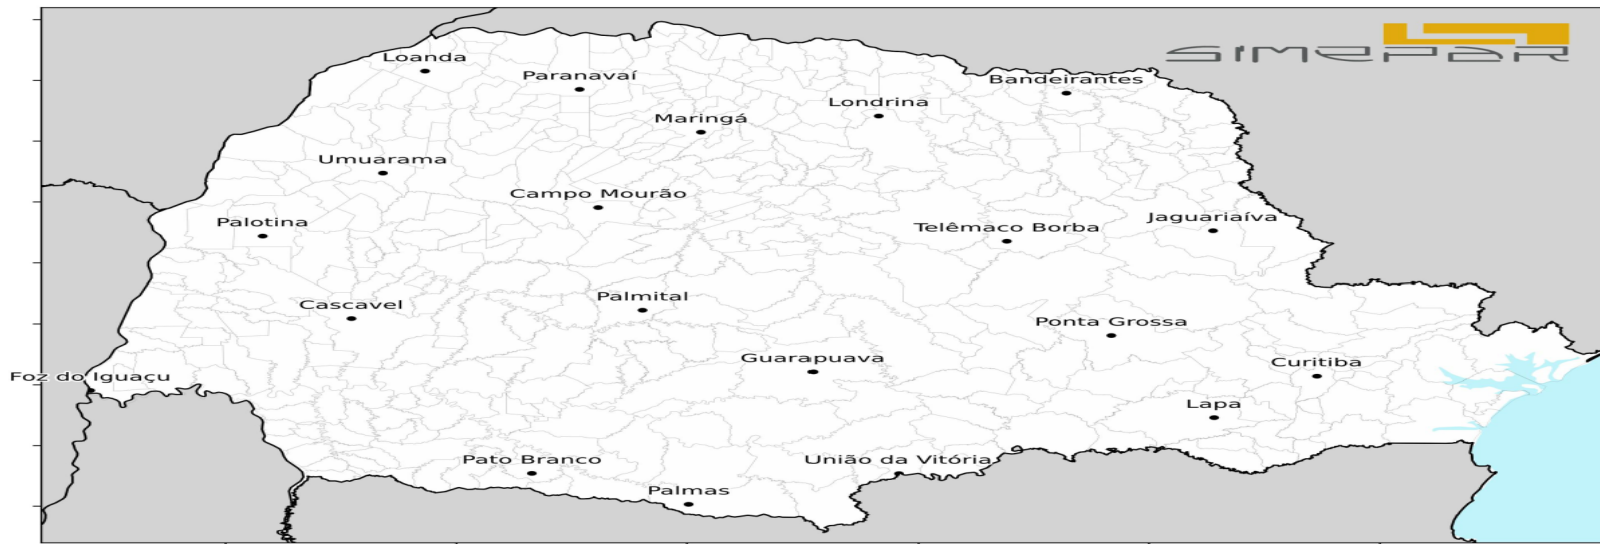 SIMEPAR
Loanda
Paranavaí
Bandeirantes
Londrina
Maringá
Umuarama
Campo Mourão
Palotina
Telêmaco Borba
Jaguariaíva
Cascavel
Palmital
Ponta Grossa
Guarapuava
Curitiba
Foz do Iguaçu
Lapa
Pato Branco
União da Vitória
Palmas